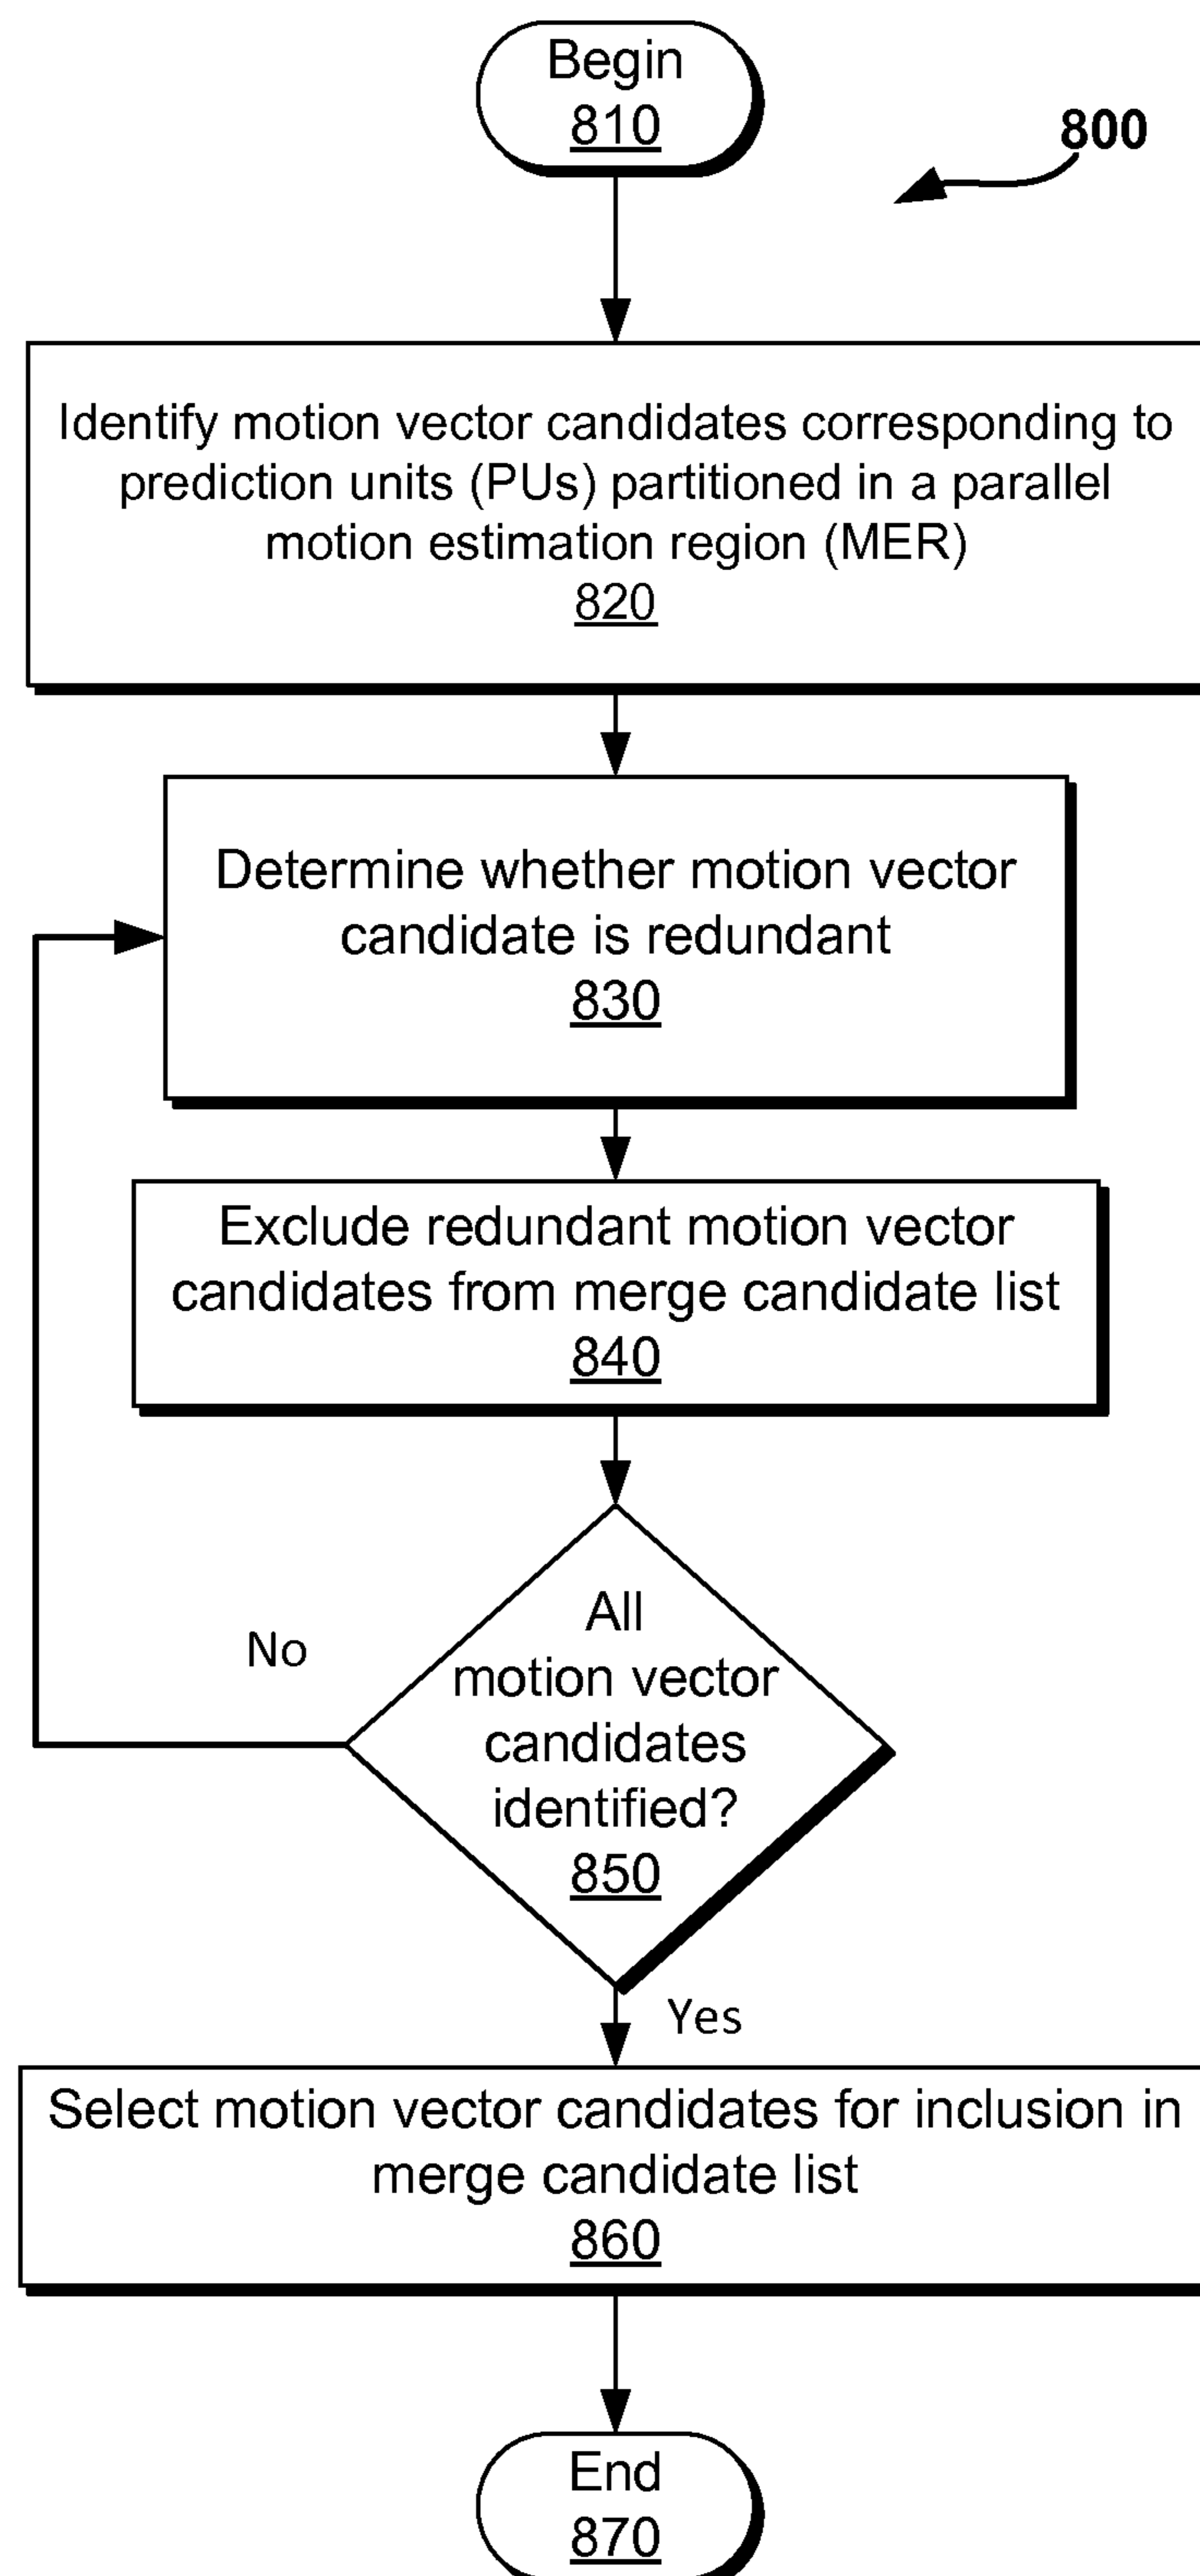 Begin
810
800
Identify motion vector candidates corresponding to
prediction units (PUs) partitioned in a parallel
motion estimation region (MER)
820
Determine whether motion vector
candidate is redundant
830
Exclude redundant motion vector
candidates from merge candidate list
840
All
motion vector
candidates
identified?
850
No
Yes
Select motion vector candidates for inclusion in
merge candidate list
860
End
870